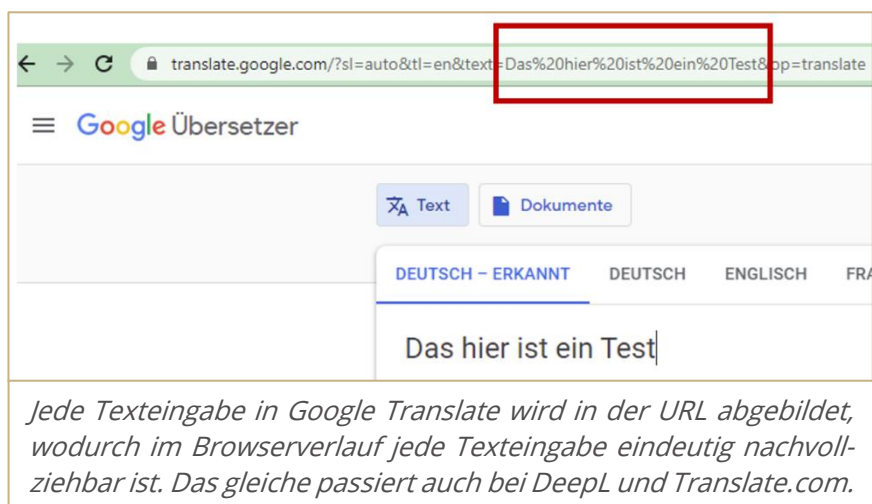 translate.google.com/?sl=auto&tl=en&text=Das%20hier%20ist%20ein%20Test&op=translate
Google Übersetzer
Text Dokumente
DEUTSCH – ERKANNT DEUTSCH ENGLISCH FRA
Das hier ist ein Test
Jede Texteingabe in Google Translate wird in der URL abgebildet,
wodurch im Browserverlauf jede Texteingabe eindeutig nachvoll-
ziehbar ist. Das gleiche passiert auch bei DeepL und Translate.com.